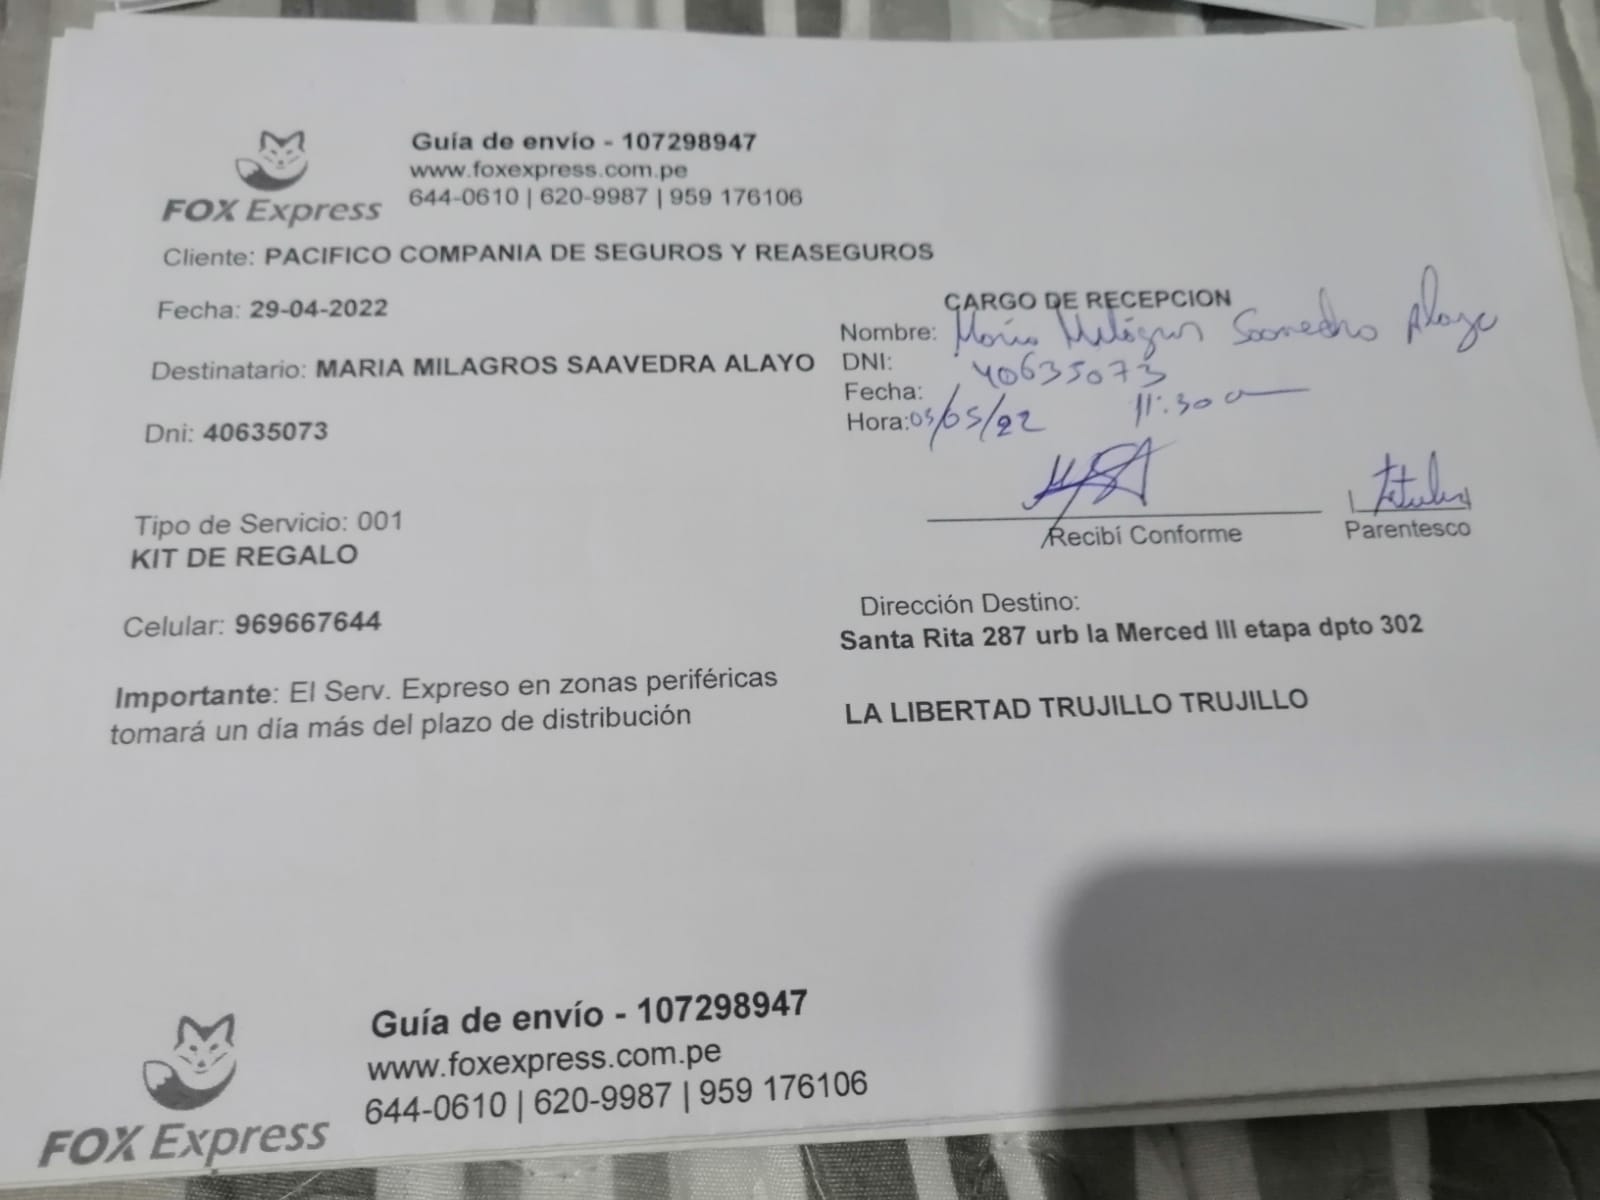 FOX Express
Guía de envío - 107298947
www.foxexpress.com.pe
644-0610 | 620-9987 | 959 176106
Cliente: PACIFICO COMPANIA DE SEGUROS Y REASEGUROS
Fecha: 29-04-2022
Destinatario: MARIA MILAGROS SAAVEDRA ALAYO
Dni: 40635073
Tipo de Servicio: 001
KIT DE REGALO
Celular: 969667644
Importante: El Serv. Expreso en zonas periféricas
tomará un día más del plazo de distribución
CARGO DE RECEPCION
Nombre: María Milagros Saavedra Alayo
DNI: 40635073
Fecha:
Hora: 03/05/22 11:30 a
Recibí Conforme
Titular
Parentesco
Dirección Destino:
Santa Rita 287 urb la Merced III etapa dpto 302
LA LIBERTAD TRUJILLO TRUJILLO
FOX Express
Guía de envío - 107298947
www.foxexpress.com.pe
644-0610 | 620-9987 | 959 176106